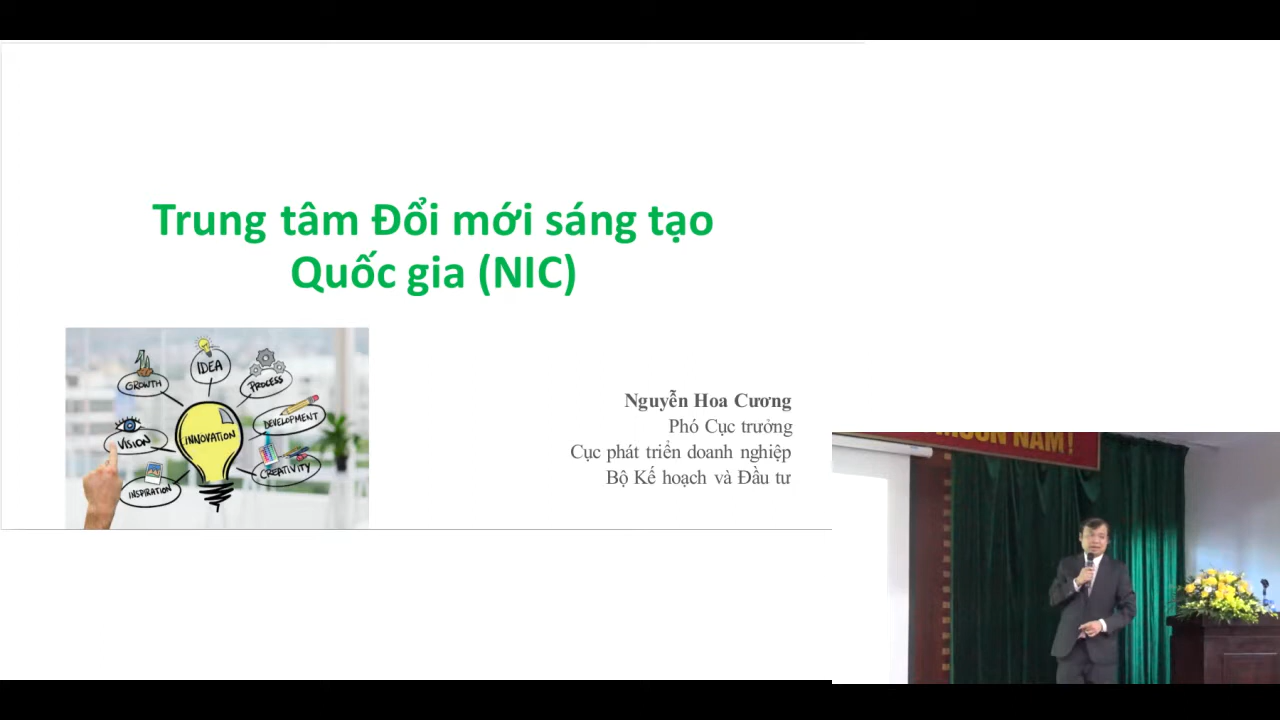 Trung tâm Đổi mới sáng tạo
Quốc gia (NIC)
IDEA
GROWTH
PROCESS
DEVELOPMENT
VISION
INNOVATION
CREATIVITY
INSPIRATION
Nguyễn Hoa Cương
Phó Cục trưởng
Cục phát triển doanh nghiệp
Bộ Kế hoạch và Đầu tư
MUÔN NĂM!